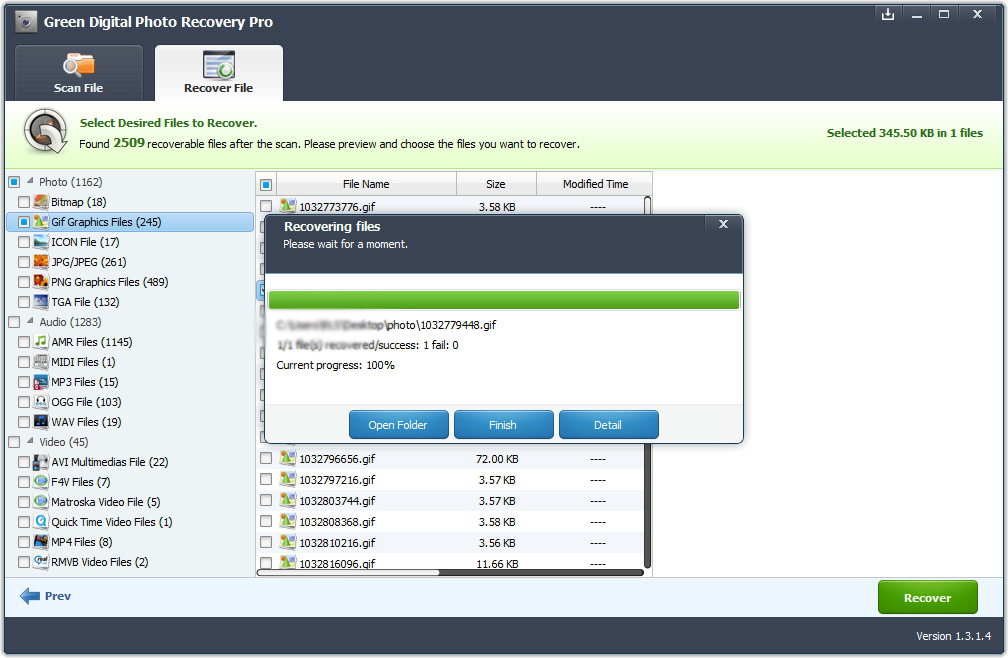 Green Digital Photo Recovery Pro
Scan File
Recover File
Select Desired Files to Recover.
Found 2509 recoverable files after the scan. Please preview and choose the files you want to recover.
Selected 345.50 KB in 1 files
Photo (1162)
Bitmap (18)
Gif Graphics Files (245)
ICON File (17)
JPG/JPEG (261)
PNG Graphics Files (489)
TGA File (132)
Audio (1283)
AMR Files (1145)
MIDI Files (1)
MP3 Files (15)
OGG File (103)
WAV Files (19)
Video (45)
AVI Multimedias File (22)
F4V Files (7)
Matroska Video File (5)
Quick Time Video Files (1)
MP4 Files (8)
RMVB Video Files (2)
File Name Size Modified Time
1032773776.gif 3.58 KB ----
Recovering files
Please wait for a moment.
\photo\1032779448.gif
1/1 file(s) recovered/success: 1 fail: 0
Current progress: 100%
Open Folder
Finish
Detail
1032796656.gif 72.00 KB ----
1032797216.gif 3.57 KB ----
1032803744.gif 3.57 KB ----
1032808368.gif 3.58 KB ----
1032810216.gif 3.56 KB ----
1032816096.gif 11.66 KB ----
Prev
Recover
Version 1.3.1.4